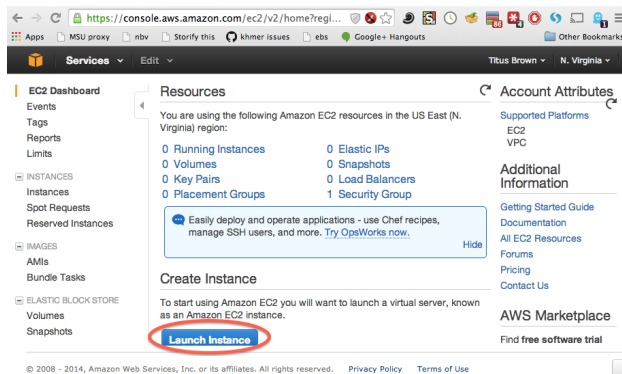 https://console.aws.amazon.com/ec2/v2/home?regi...
86
4
1
Apps MSU proxy nbv Storify this khmer issues ebs Google+ Hangouts Other Bookmarks
Services Edit Titus Brown N. Virginia
EC2 Dashboard
Events
Tags
Reports
Limits
INSTANCES
Instances
Spot Requests
Reserved Instances
IMAGES
AMIs
Bundle Tasks
ELASTIC BLOCK STORE
Volumes
Snapshots
Resources
You are using the following Amazon EC2 resources in the US East (N.
Virginia) region:
0 Running Instances 0 Elastic IPs
0 Volumes 0 Snapshots
0 Key Pairs 0 Load Balancers
0 Placement Groups 1 Security Group
Easily deploy and operate applications - use Chef recipes,
manage SSH users, and more. Try OpsWorks now.
Hide
Create Instance
To start using Amazon EC2 you will want to launch a virtual server, known
as an Amazon EC2 instance.
Launch Instance
Account Attributes
Supported Platforms
EC2
VPC
Additional
Information
Getting Started Guide
Documentation
All EC2 Resources
Forums
Pricing
Contact Us
AWS Marketplace
Find free software trial
© 2008 - 2014, Amazon Web Services, Inc. or its affiliates. All rights reserved. Privacy Policy Terms of Use